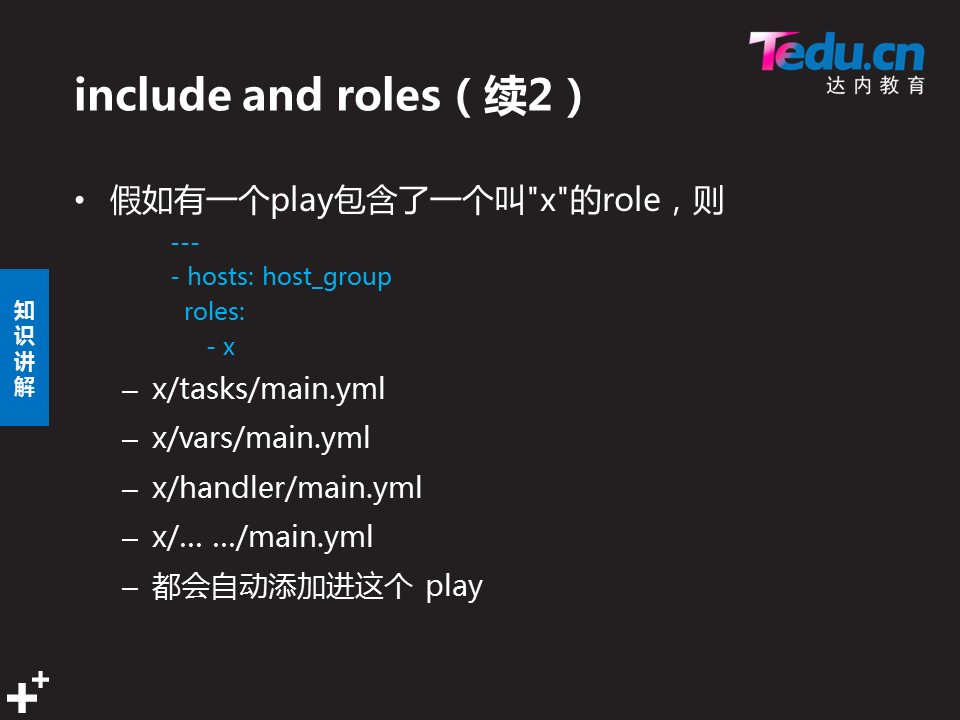 Tedu.cn
达内教育
include and roles（续2）
• 假如有一个play包含了一个叫"x"的role，则
---
- hosts: host_group
roles:
- x
– x/tasks/main.yml
– x/vars/main.yml
– x/handler/main.yml
– x/... .../main.yml
– 都会自动添加进这个 play
知
识
讲
解